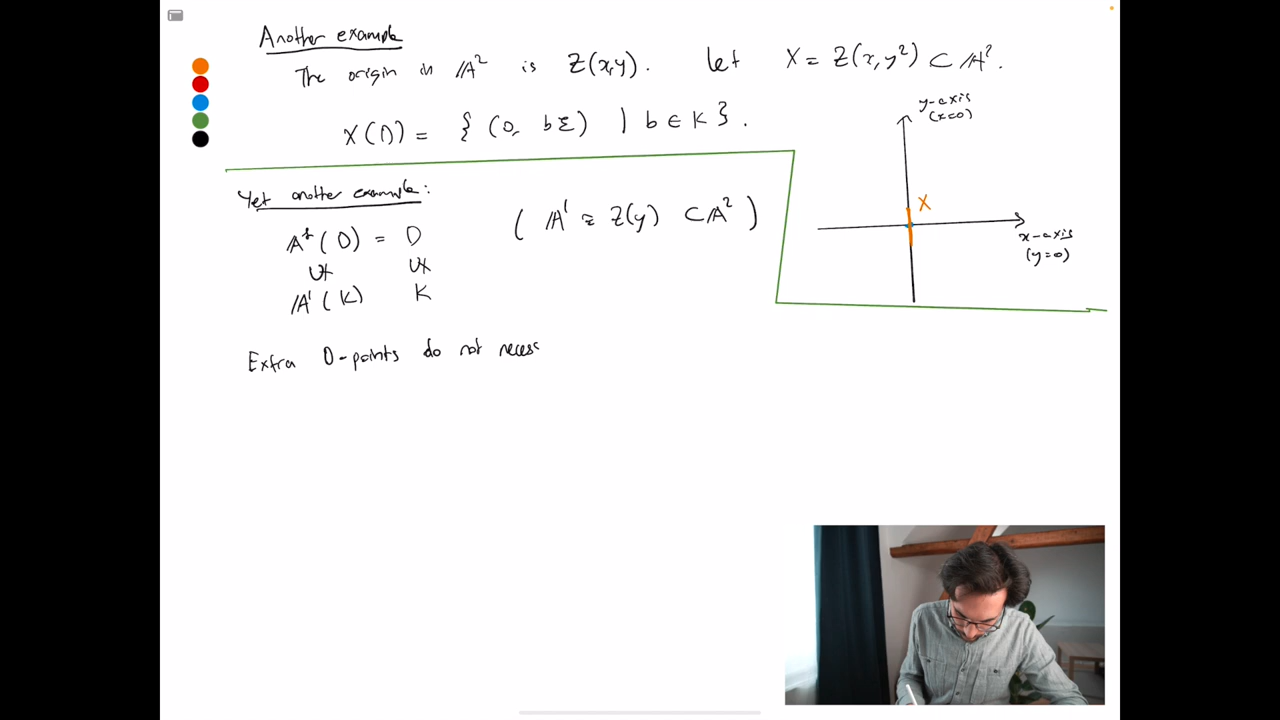 Another example
The origin in A² is Z(x,y). Let X = Z(x, y²) ⊂ A².
X(D) = { (0, bε) | b ∈ K }.
y-axis
(x=0)
X
x-axis
(y=0)
Yet another example:
A¹(D) = D
( A¹ ≅ Z(y) ⊂ A² )
∪× ∪×
A¹(K) K
Extra D-points do not necess